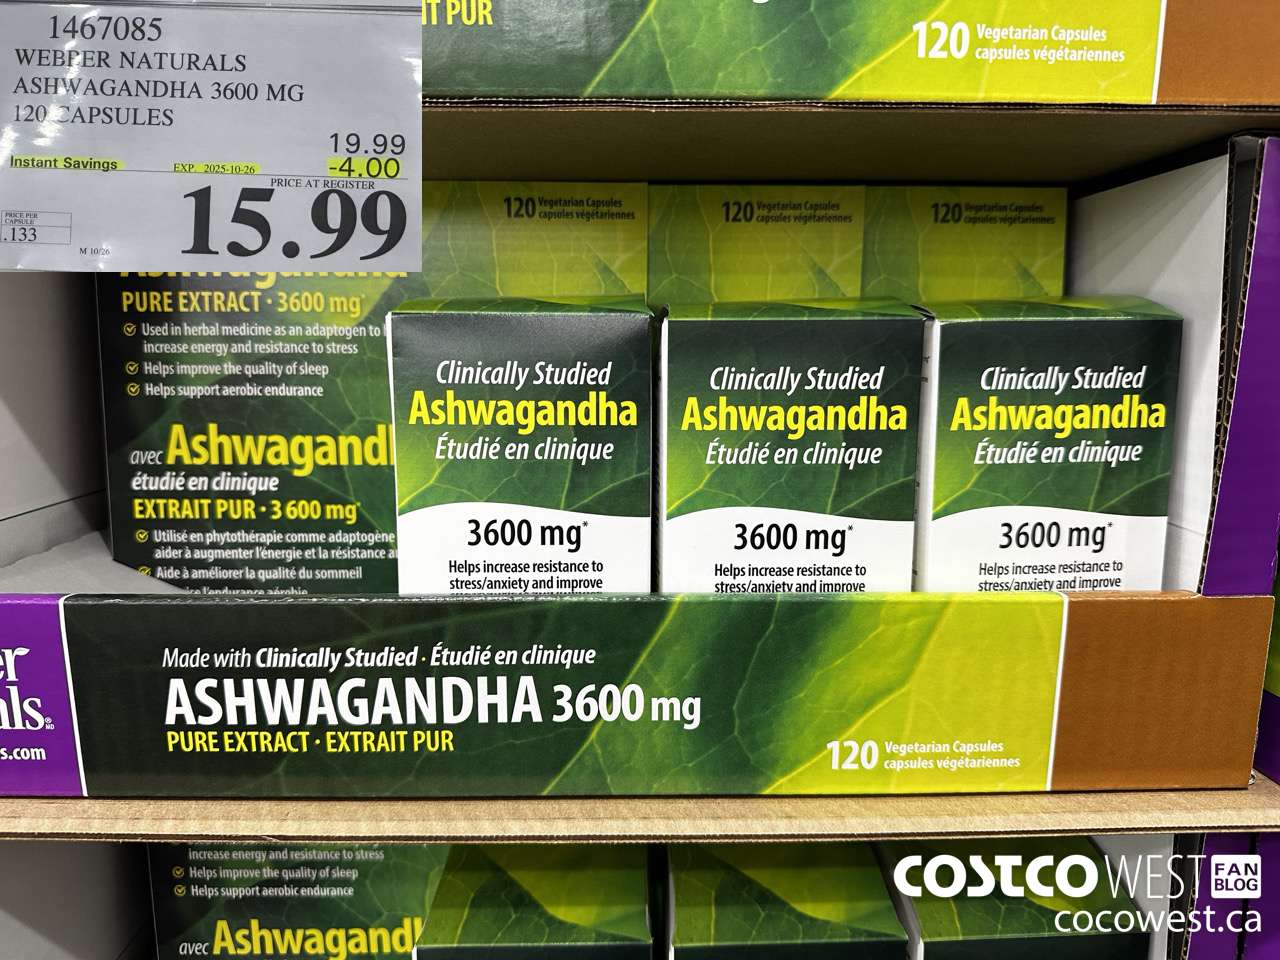 1467085
WEBBER NATURALS
ASHWAGANDHA 3600 MG
120 CAPSULES
19.99
Instant Savings
EXP. 2025-10-26
-4.00
PRICE AT REGISTER
15.99
PRICE PER
CAPSULE
.133
M 10/26
IT PUR
120 Vegetarian Capsules
capsules végétariennes
120 Vegetarian Capsules
capsules végétariennes
120 Vegetarian Capsules
capsules végétariennes
120 Vegetarian Capsules
capsules végétariennes
Ashwagandha
PURE EXTRACT · 3600 mg*
Used in herbal medicine as an adaptogen to
increase energy and resistance to stress
Helps improve the quality of sleep
Helps support aerobic endurance
avec Ashwagand
étudié en clinique
EXTRAIT PUR · 3 600 mg*
Utilisé en phytothérapie comme adaptogène
aider à augmenter l'énergie et la résistance a
Aide à améliorer la qualité du sommeil
l'endurance aérobie
Clinically Studied
Ashwagandha
Étudié en clinique
3600 mg*
Helps increase resistance to
stress/anxiety and improve
Clinically Studied
Ashwagandha
Étudié en clinique
3600 mg*
Helps increase resistance to
stress/anxiety and improve
Clinically Studied
Ashwagandha
Étudié en clinique
3600 mg*
Helps increase resistance to
stress/anxiety and improve
er
als® MD
s.com
Made with Clinically Studied · Étudié en clinique
ASHWAGANDHA 3600 mg
PURE EXTRACT · EXTRAIT PUR
120 Vegetarian Capsules
capsules végétariennes
increase energy and resistance to stress
Helps improve the quality of sleep
Helps support aerobic endurance
avec Ashwagand
COSTCO WEST FAN BLOG
cocowest.ca